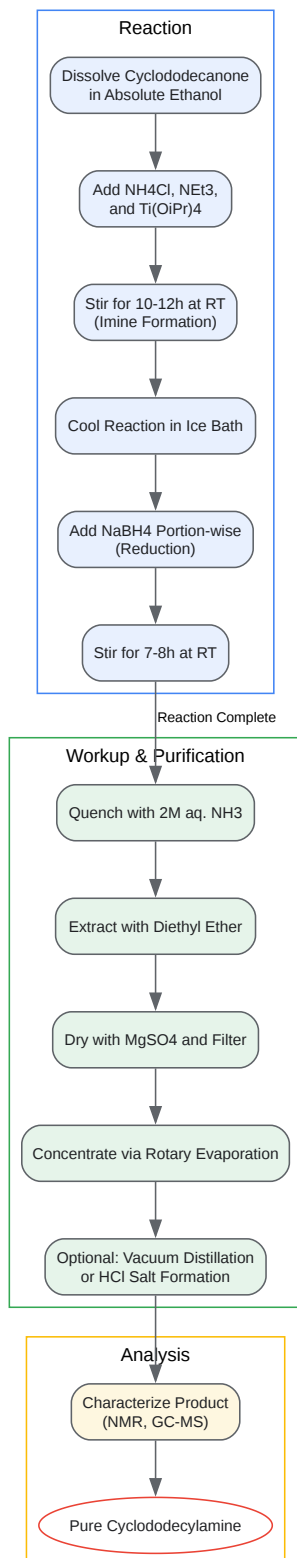 Reaction
Dissolve Cyclododecanone
in Absolute Ethanol
Add NH4Cl, NEt3,
and Ti(OiPr)4
Stir for 10-12h at RT
(Imine Formation)
Cool Reaction in Ice Bath
Add NaBH4 Portion-wise
(Reduction)
Stir for 7-8h at RT
Reaction Complete
Workup & Purification
Quench with 2M aq. NH3
Extract with Diethyl Ether
Dry with MgSO4 and Filter
Concentrate via Rotary Evaporation
Optional: Vacuum Distillation
or HCl Salt Formation
Analysis
Characterize Product
(NMR, GC-MS)
Pure Cyclododecylamine